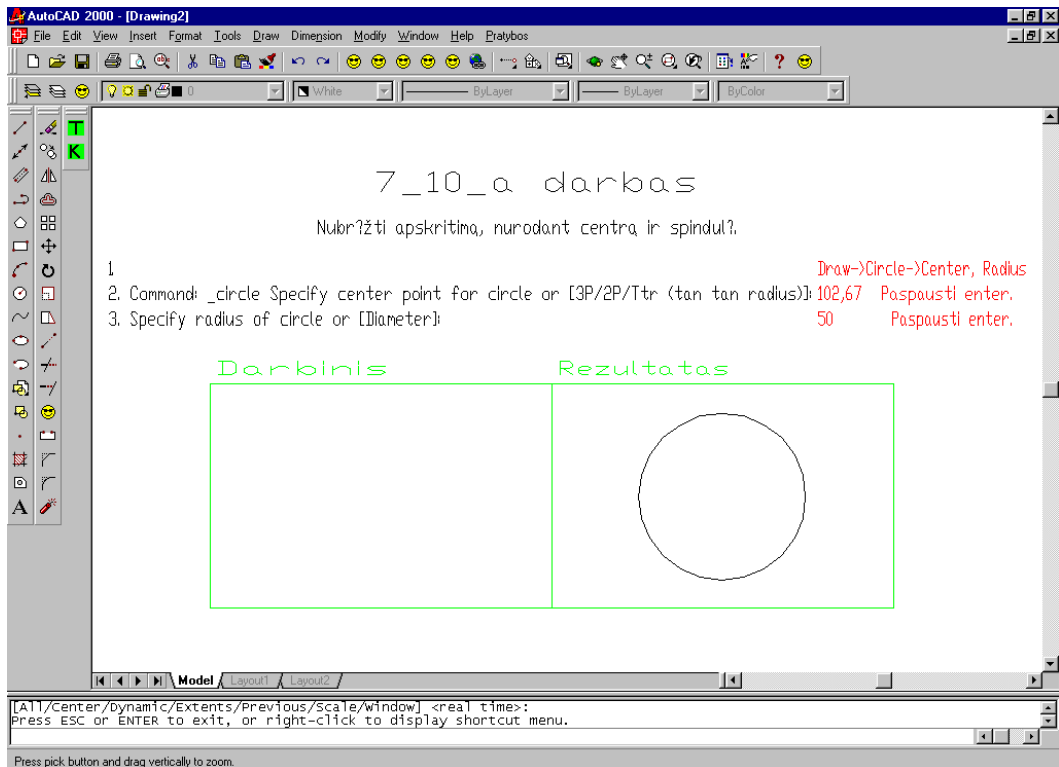 AutoCAD 2000 - [Drawing2]
File Edit View Insert Format Tools Draw Dimension Modify Window Help Pratybos
0 White ByLayer ByLayer ByColor
T
K
A
7_10_a darbas
Nubr?žti apskritimą, nurodant centrą ir spindul?.
1. Draw->Circle->Center, Radius
2. Command: _circle Specify center point for circle or [3P/2P/Ttr (tan tan radius)]: 102,67 Paspausti enter.
3. Specify radius of circle or [Diameter]: 50 Paspausti enter.
Darbinis Rezultatas
Model Layout1 Layout2
[All/Center/Dynamic/Extents/Previous/Scale/Window] <real time>:
Press ESC or ENTER to exit, or right-click to display shortcut menu.
Press pick button and drag vertically to zoom.